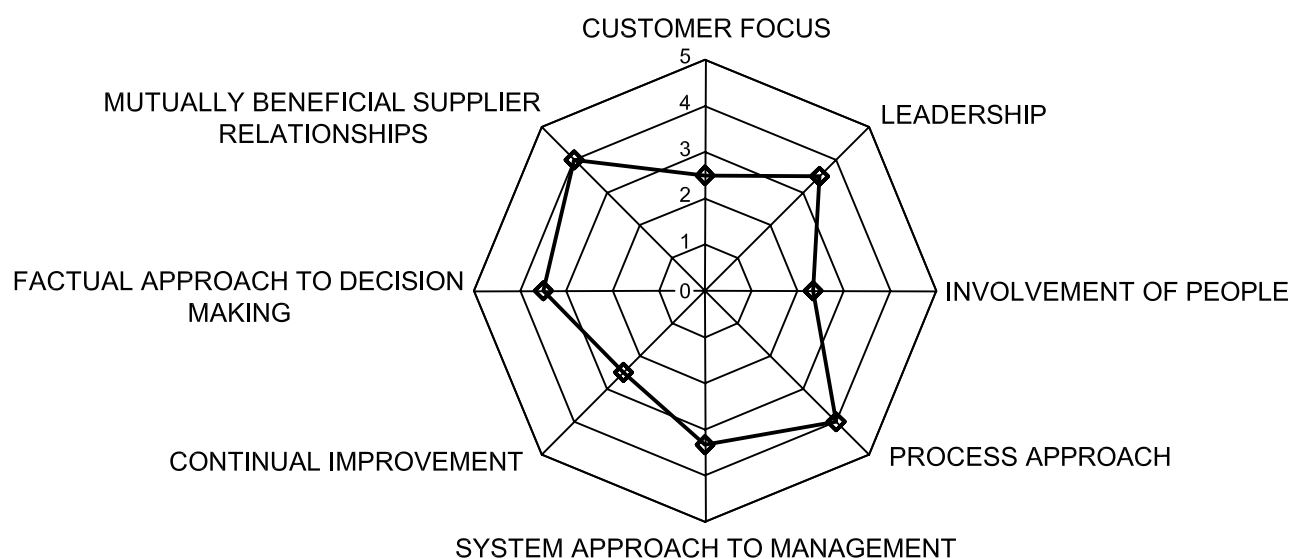 CUSTOMER FOCUS
5
MUTUALLY BENEFICIAL SUPPLIER
RELATIONSHIPS
4
LEADERSHIP
3
2
1
FACTUAL APPROACH TO DECISION
MAKING
0
INVOLVEMENT OF PEOPLE
CONTINUAL IMPROVEMENT
PROCESS APPROACH
SYSTEM APPROACH TO MANAGEMENT